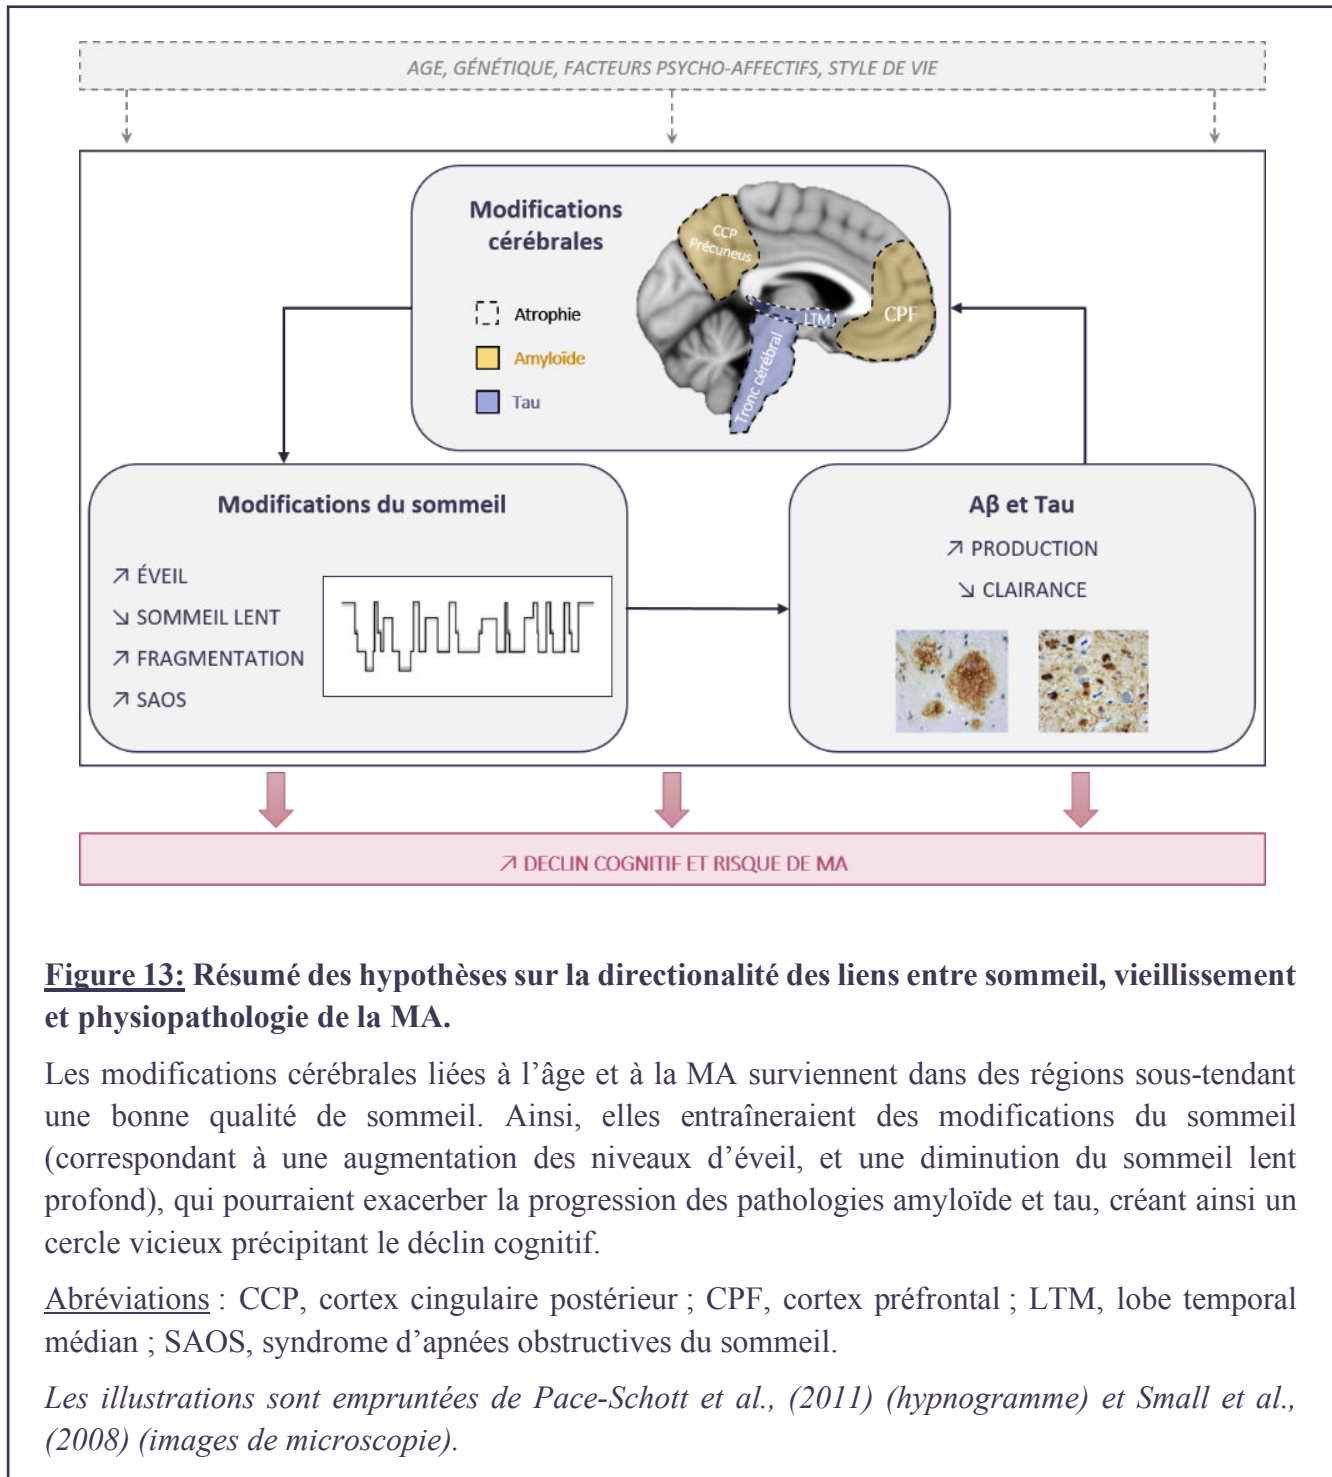 AGE, GÉNÉTIQUE, FACTEURS PSYCHO-AFFECTIFS, STYLE DE VIE
Modifications
cérébrales
CCP
Précuneus
CPF
LTM
Tronc cérébral
Atrophie
Amyloïde
Tau
Modifications du sommeil
↗ ÉVEIL
↘ SOMMEIL LENT
↗ FRAGMENTATION
↗ SAOS
Aβ et Tau
↗ PRODUCTION
↘ CLAIRANCE
↗ DECLIN COGNITIF ET RISQUE DE MA
Figure 13: Résumé des hypothèses sur la directionalité des liens entre sommeil, vieillissement
et physiopathologie de la MA.
Les modifications cérébrales liées à l’âge et à la MA surviennent dans des régions sous-tendant
une bonne qualité de sommeil. Ainsi, elles entraîneraient des modifications du sommeil
(correspondant à une augmentation des niveaux d’éveil, et une diminution du sommeil lent
profond), qui pourraient exacerber la progression des pathologies amyloïde et tau, créant ainsi un
cercle vicieux précipitant le déclin cognitif.
Abréviations : CCP, cortex cingulaire postérieur ; CPF, cortex préfrontal ; LTM, lobe temporal
médian ; SAOS, syndrome d’apnées obstructives du sommeil.
Les illustrations sont empruntées de Pace-Schott et al., (2011) (hypnogramme) et Small et al.,
(2008) (images de microscopie).